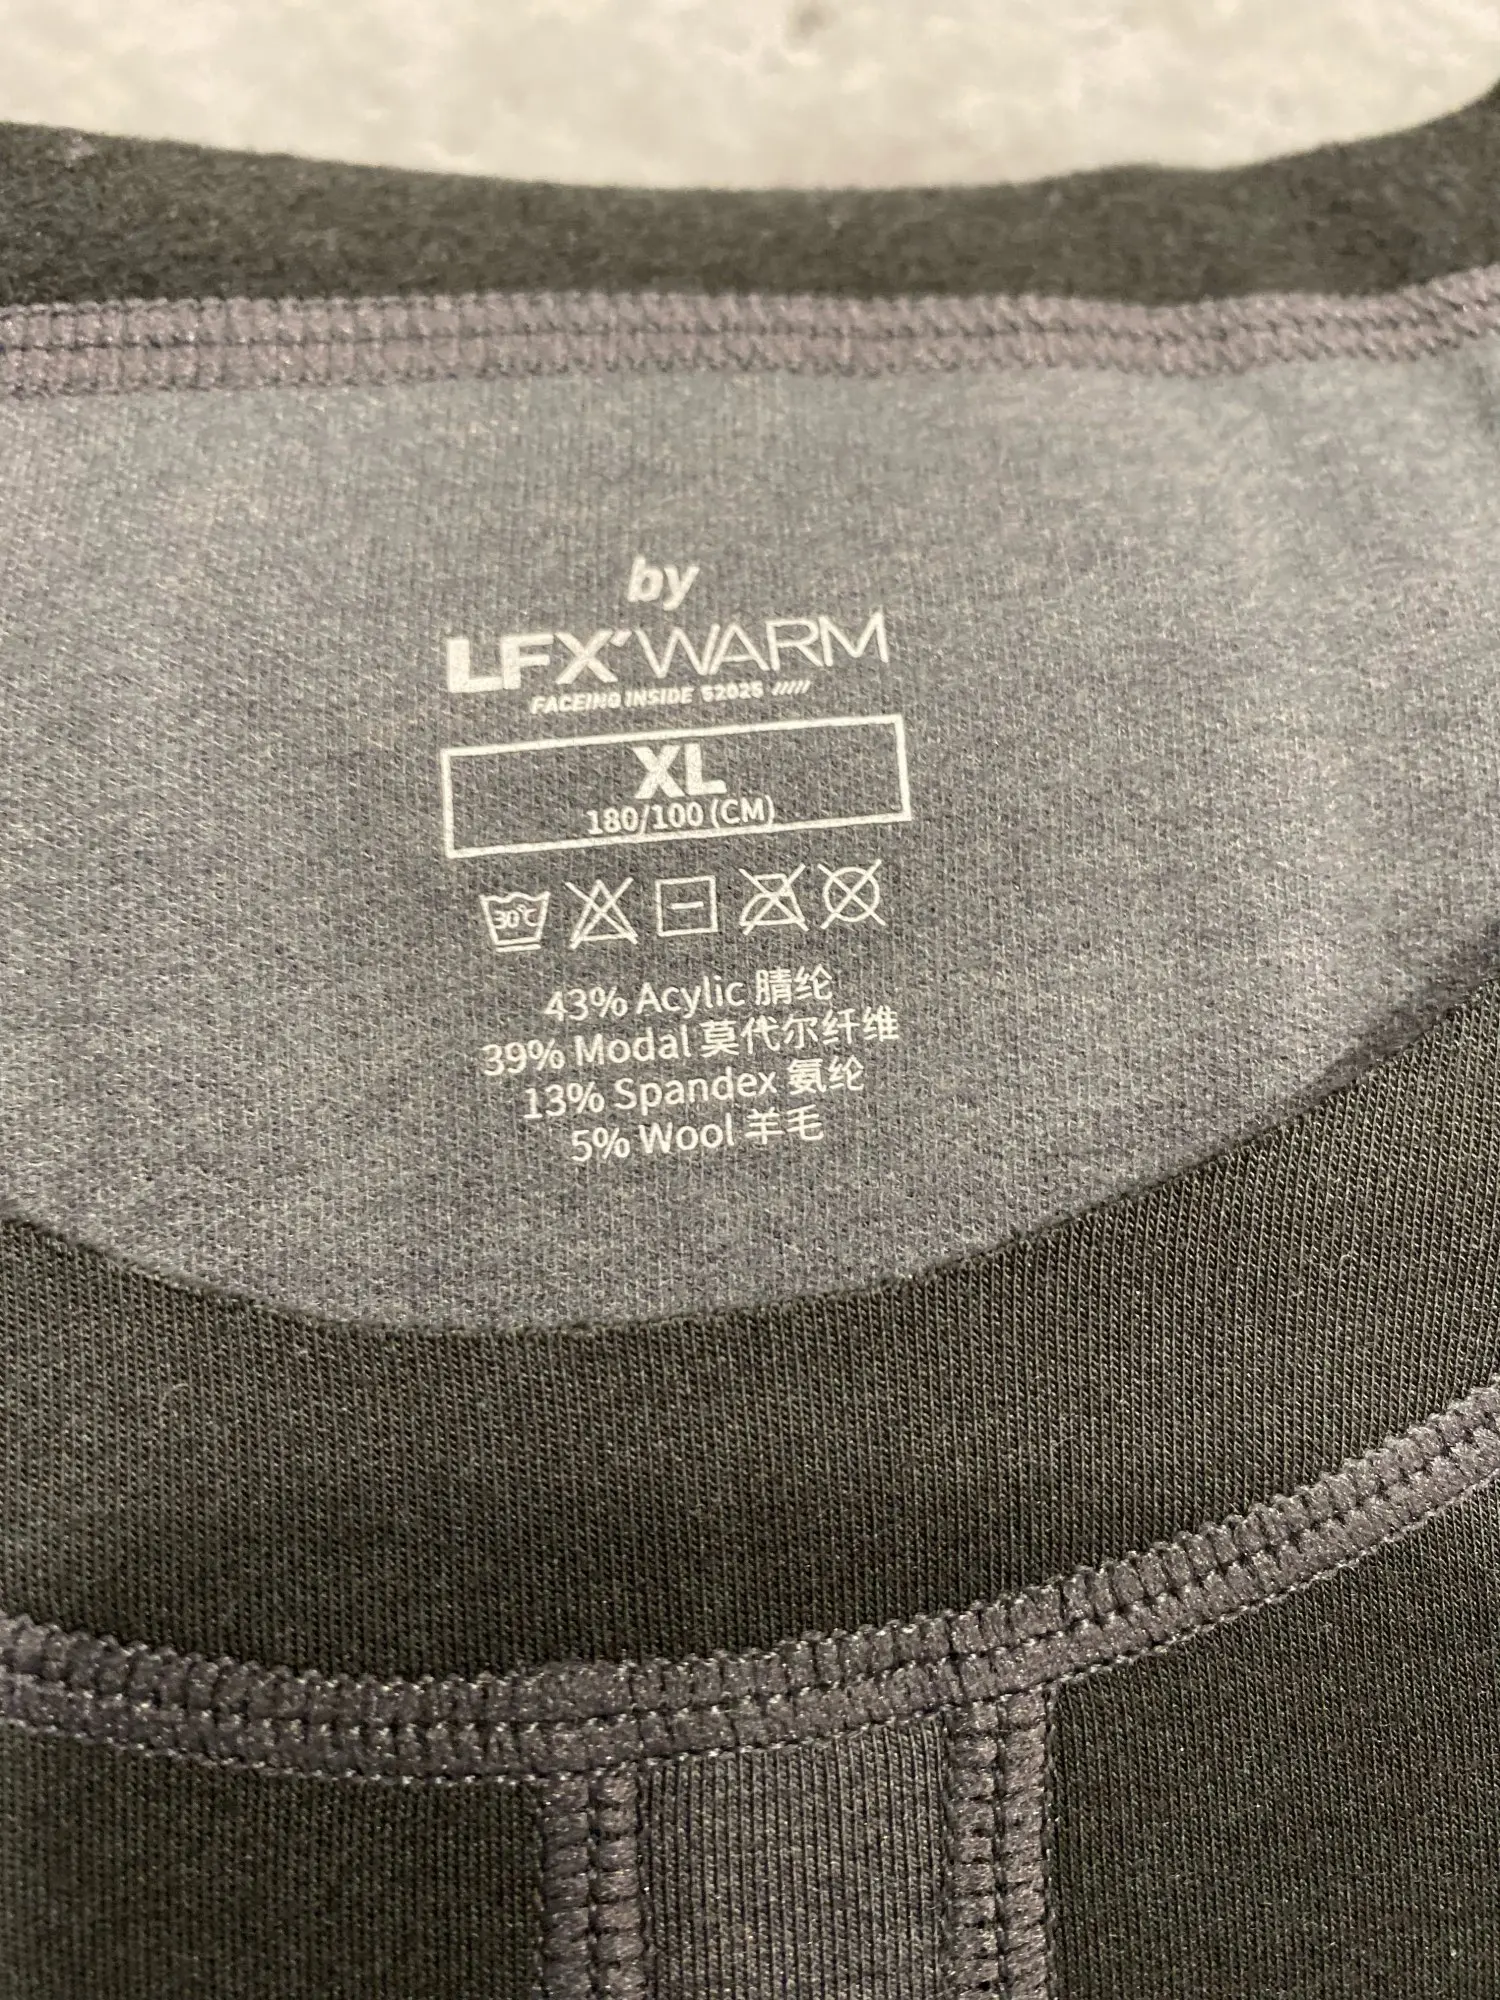 by
LFX WARM
FACEING INSIDE 52025 /////
XL
180/100 (CM)
30°C
43% Acylic 腈纶
39% Modal 莫代尔纤维
13% Spandex 氨纶
5% Wool 羊毛